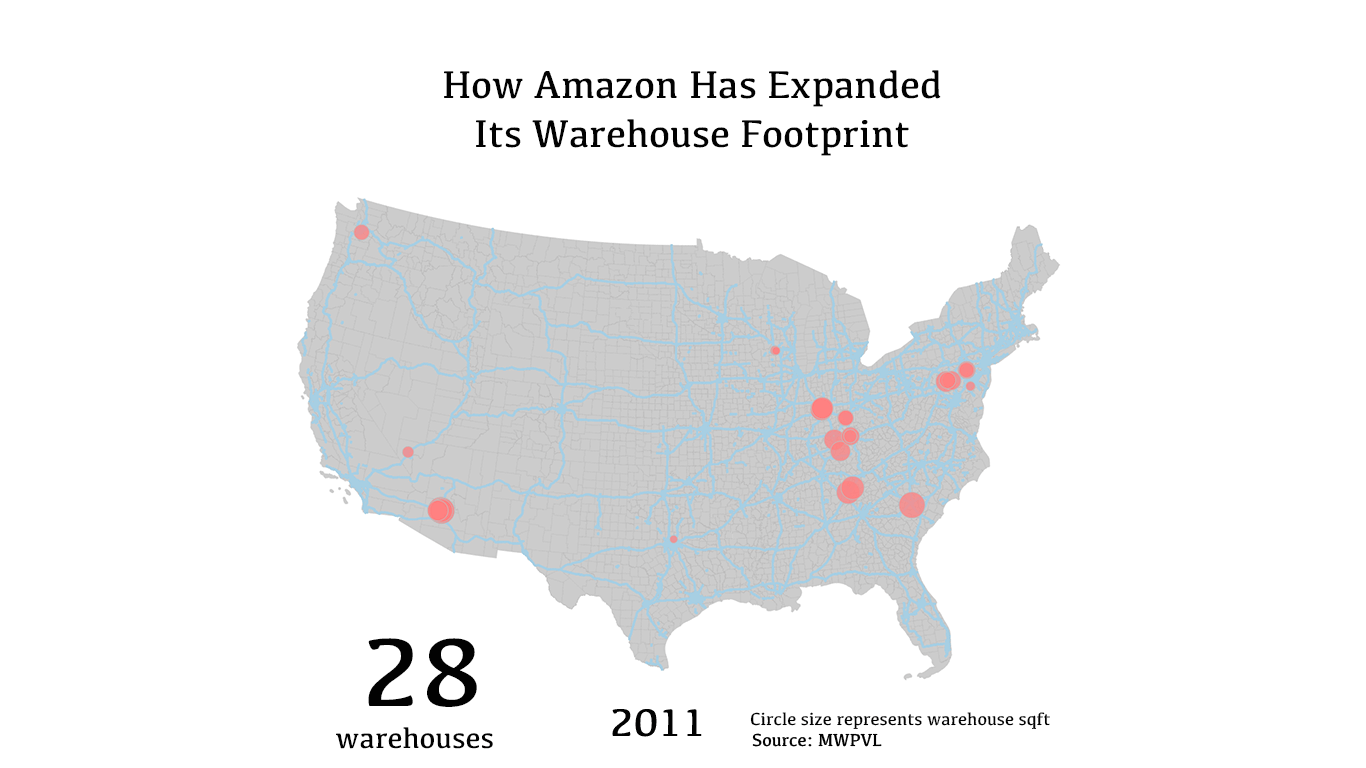 How Amazon Has Expanded
Its Warehouse Footprint
28
warehouses
2011
Circle size represents warehouse sqft
Source: MWPVL